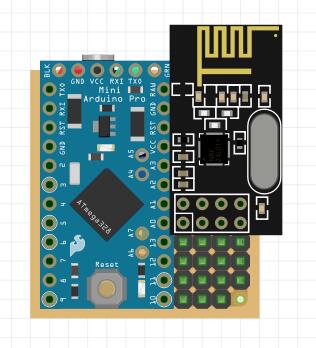 BLK GND VCC RXI TXO GRN
Mini
Arduino Pro
TXO RAW
RXI GND
RST RST
GND VCC
2 A3
3 A2
4 A1
5 A0
6 13
7 12
8 11
9 10
A5
A4
A7
A6
ATmega328
Reset